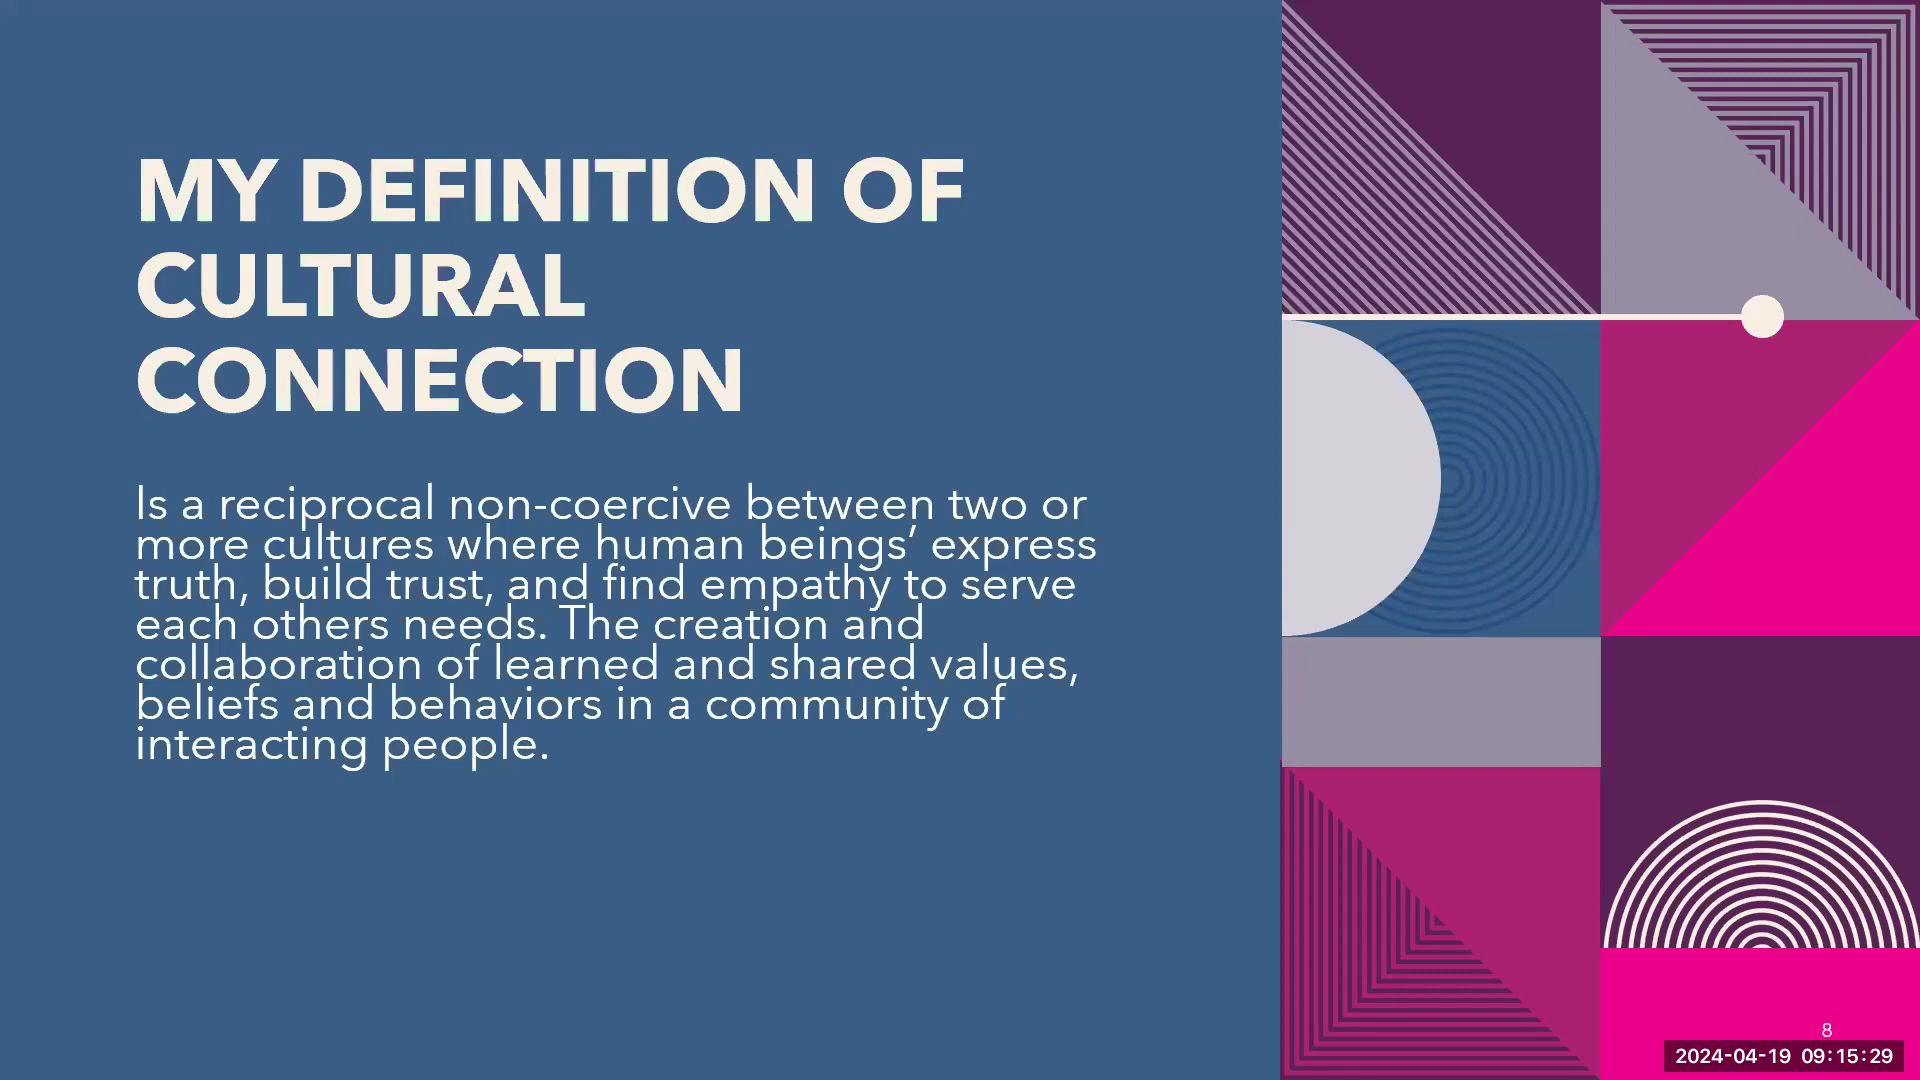 MY DEFINITION OF
CULTURAL
CONNECTION
Is a reciprocal non-coercive between two or
more cultures where human beings’ express
truth, build trust, and find empathy to serve
each others needs. The creation and
collaboration of learned and shared values,
beliefs and behaviors in a community of
interacting people.
8
2024-04-19 09:15:29